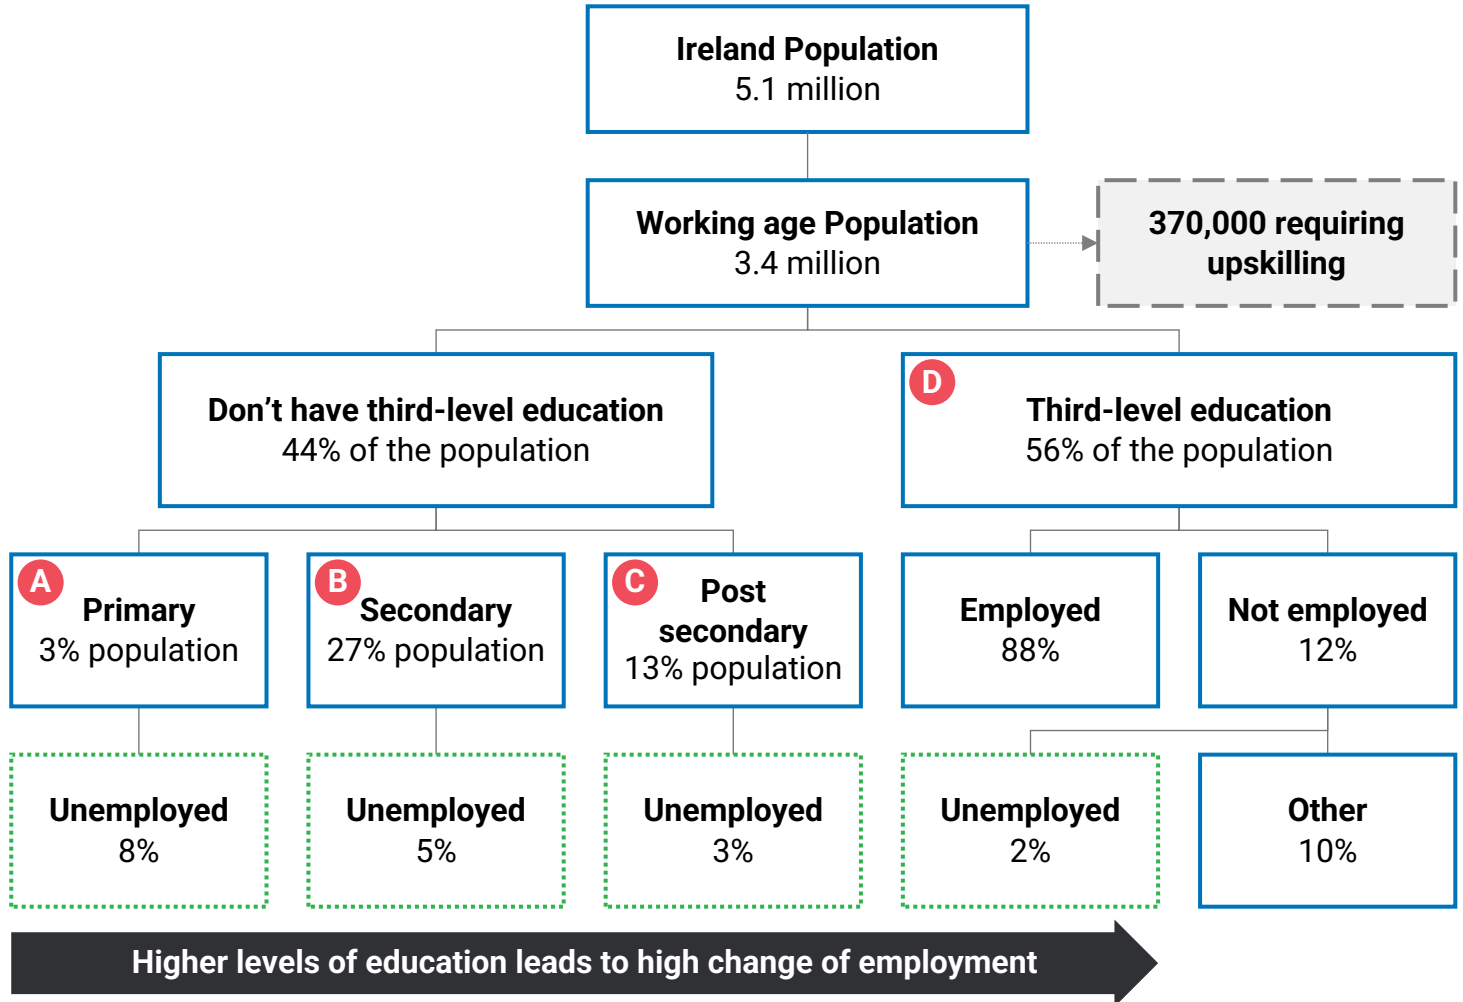 Ireland Population
5.1 million
Working age Population
3.4 million
370,000 requiring
upskilling
Don’t have third-level education
44% of the population
D
Third-level education
56% of the population
A
Primary
3% population
B
Secondary
27% population
C
Post
secondary
13% population
Employed
88%
Not employed
12%
Unemployed
8%
Unemployed
5%
Unemployed
3%
Unemployed
2%
Other
10%
Higher levels of education leads to high change of employment